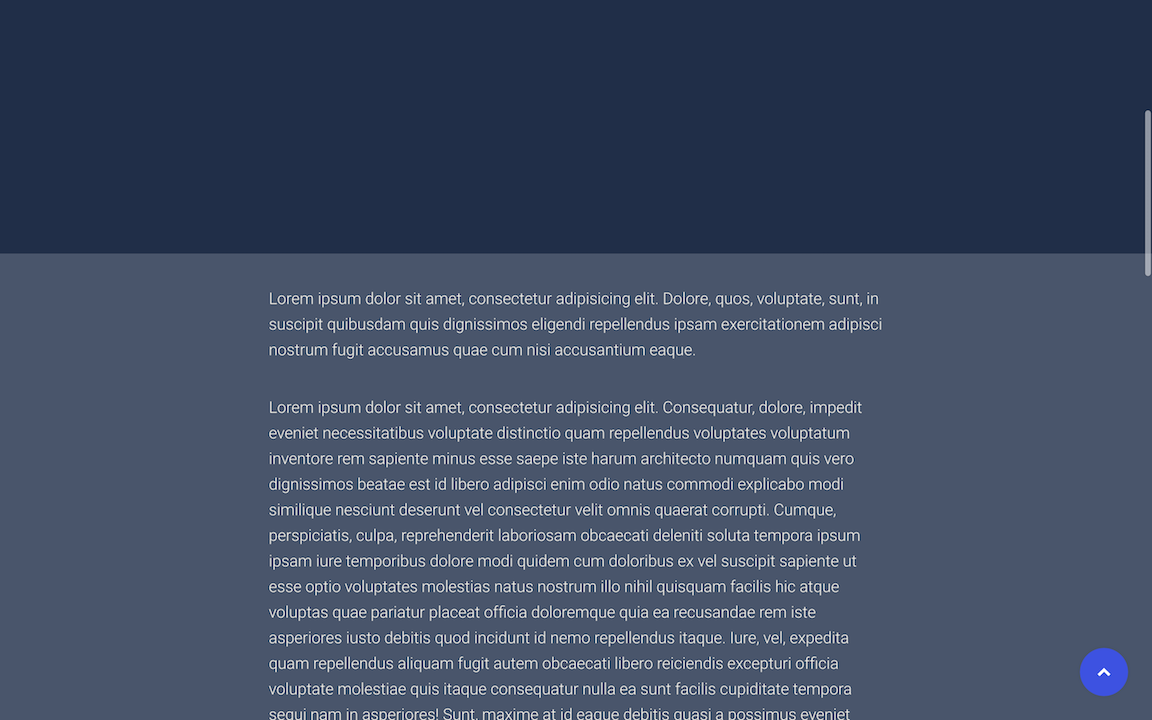 Lorem ipsum dolor sit amet, consectetur adipisicing elit. Dolore, quos, voluptate, sunt, in
suscipit quibusdam quis dignissimos eligendi repellendus ipsam exercitationem adipisci
nostrum fugit accusamus quae cum nisi accusantium eaque.
Lorem ipsum dolor sit amet, consectetur adipisicing elit. Consequatur, dolore, impedit
eveniet necessitatibus voluptate distinctio quam repellendus voluptates voluptatum
inventore rem sapiente minus esse saepe iste harum architecto numquam quis vero
dignissimos beatae est id libero adipisci enim odio natus commodi explicabo modi
similique nesciunt deserunt vel consectetur velit omnis quaerat corrupti. Cumque,
perspiciatis, culpa, reprehenderit laboriosam obcaecati deleniti soluta tempora ipsum
ipsam iure temporibus dolore modi quidem cum doloribus ex vel suscipit sapiente ut
esse optio voluptates molestias natus nostrum illo nihil quisquam facilis hic atque
voluptas quae pariatur placeat officia doloremque quia ea recusandae rem iste
asperiores iusto debitis quod incidunt id nemo repellendus itaque. Iure, vel, expedita
quam repellendus aliquam fugit autem obcaecati libero reiciendis excepturi officia
voluptate molestiae quis itaque consequatur nulla ea sunt facilis cupiditate tempora
sequi nam in asperiores! Sunt, maxime at id eaque debitis quasi a possimus eveniet